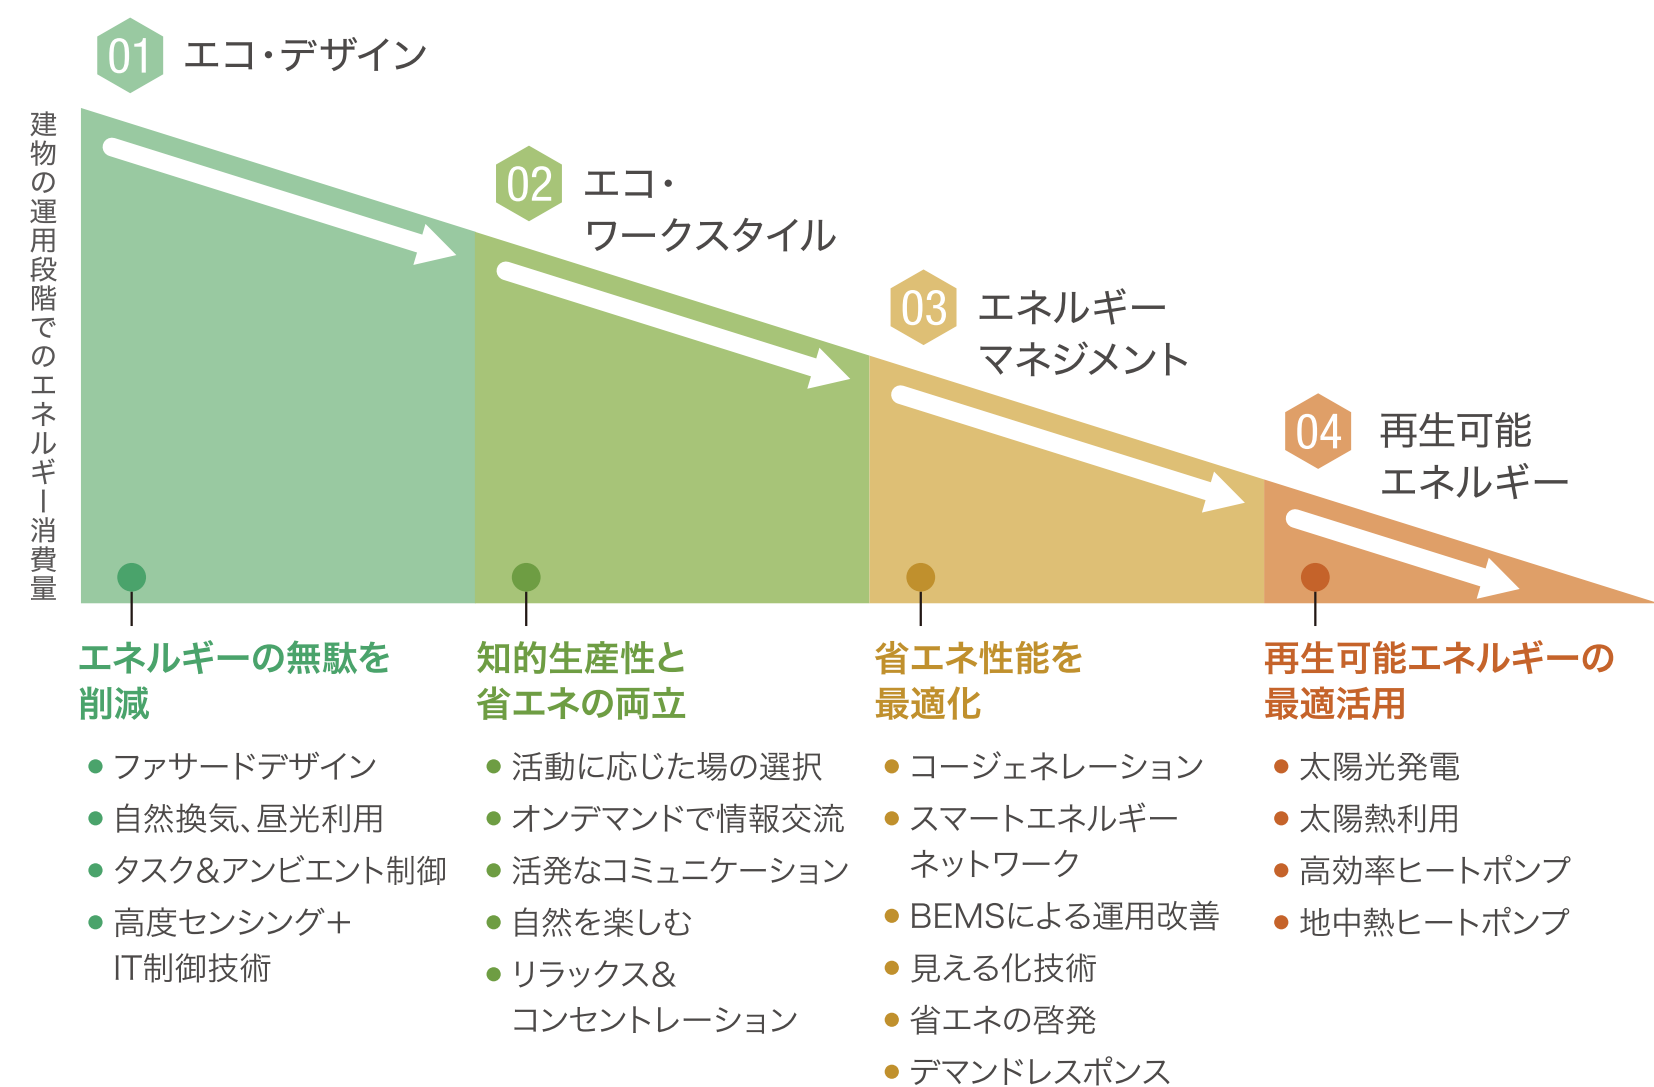 建物の運用段階でのエネルギー消費量
01 エコ・デザイン
02 エコ・
ワークスタイル
03 エネルギー
マネジメント
04 再生可能
エネルギー
エネルギーの無駄を
削減
ファサードデザイン
自然換気、昼光利用
タスク&アンビエント制御
高度センシング＋
IT制御技術
知的生産性と
省エネの両立
活動に応じた場の選択
オンデマンドで情報交流
活発なコミュニケーション
自然を楽しむ
リラックス&
コンセントレーション
省エネ性能を
最適化
コージェネレーション
スマートエネルギー
ネットワーク
BEMSによる運用改善
見える化技術
省エネの啓発
デマンドレスポンス
再生可能エネルギーの
最適活用
太陽光発電
太陽熱利用
高効率ヒートポンプ
地中熱ヒートポンプ